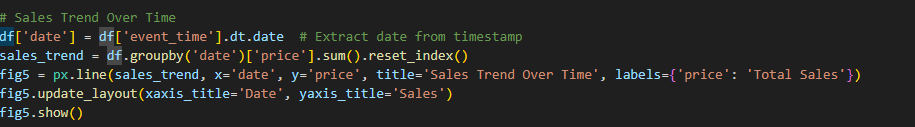 # Sales Trend Over Time
df['date'] = df['event_time'].dt.date  # Extract date from timestamp
sales_trend = df.groupby('date')['price'].sum().reset_index()
fig5 = px.line(sales_trend, x='date', y='price', title='Sales Trend Over Time', labels={'price': 'Total Sales'})
fig5.update_layout(xaxis_title='Date', yaxis_title='Sales')
fig5.show()